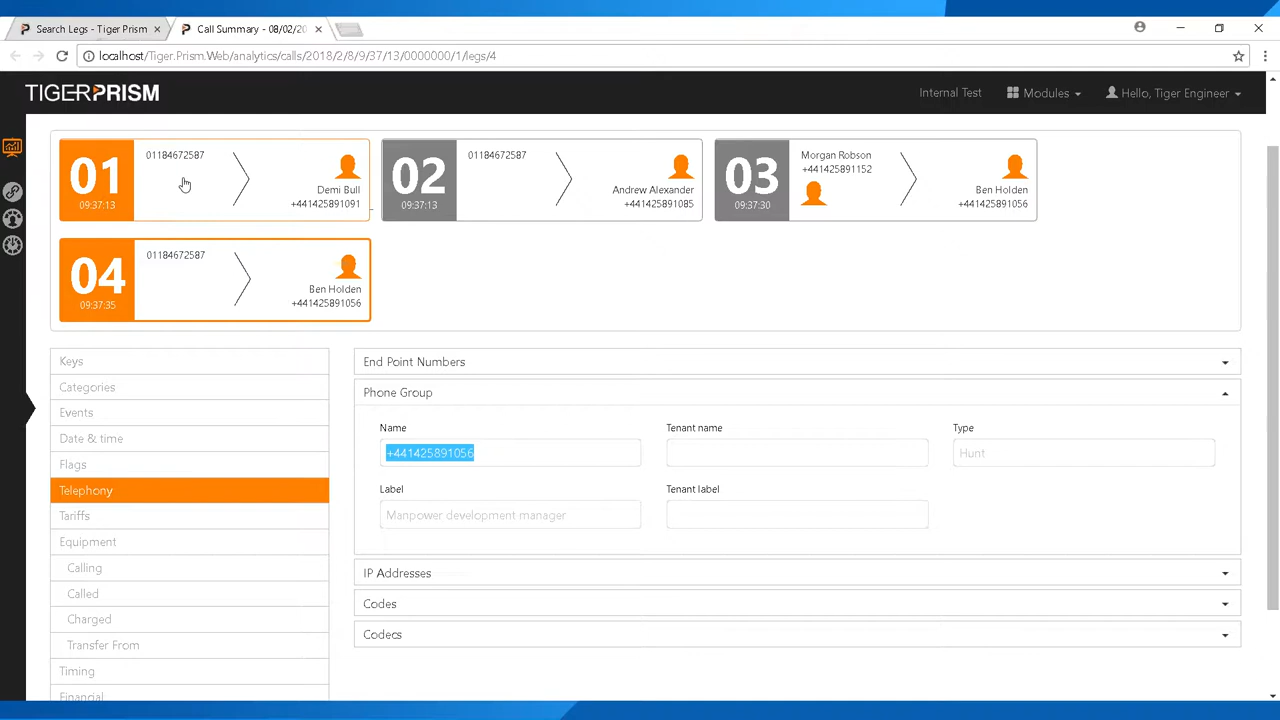 Search Legs - Tiger Prism
Call Summary - 08/02/20
localhost/Tiger.Prism.Web/analytics/calls/2018/2/8/9/37/13/0000000/1/legs/4
TIGERPRISM
Internal Test
Modules
Hello, Tiger Engineer
01
09:37:13
01184672587
Demi Bull
+441425891091
02
09:37:13
01184672587
Andrew Alexander
+441425891085
03
09:37:30
Morgan Robson
+441425891152
Ben Holden
+441425891056
04
09:37:35
01184672587
Ben Holden
+441425891056
Keys
Categories
Events
Date & time
Flags
Telephony
Tariffs
Equipment
Calling
Called
Charged
Transfer From
Timing
Financial
End Point Numbers
Phone Group
Name
Tenant name
Type
+441425891056
Hunt
Label
Tenant label
Manpower development manager
IP Addresses
Codes
Codecs